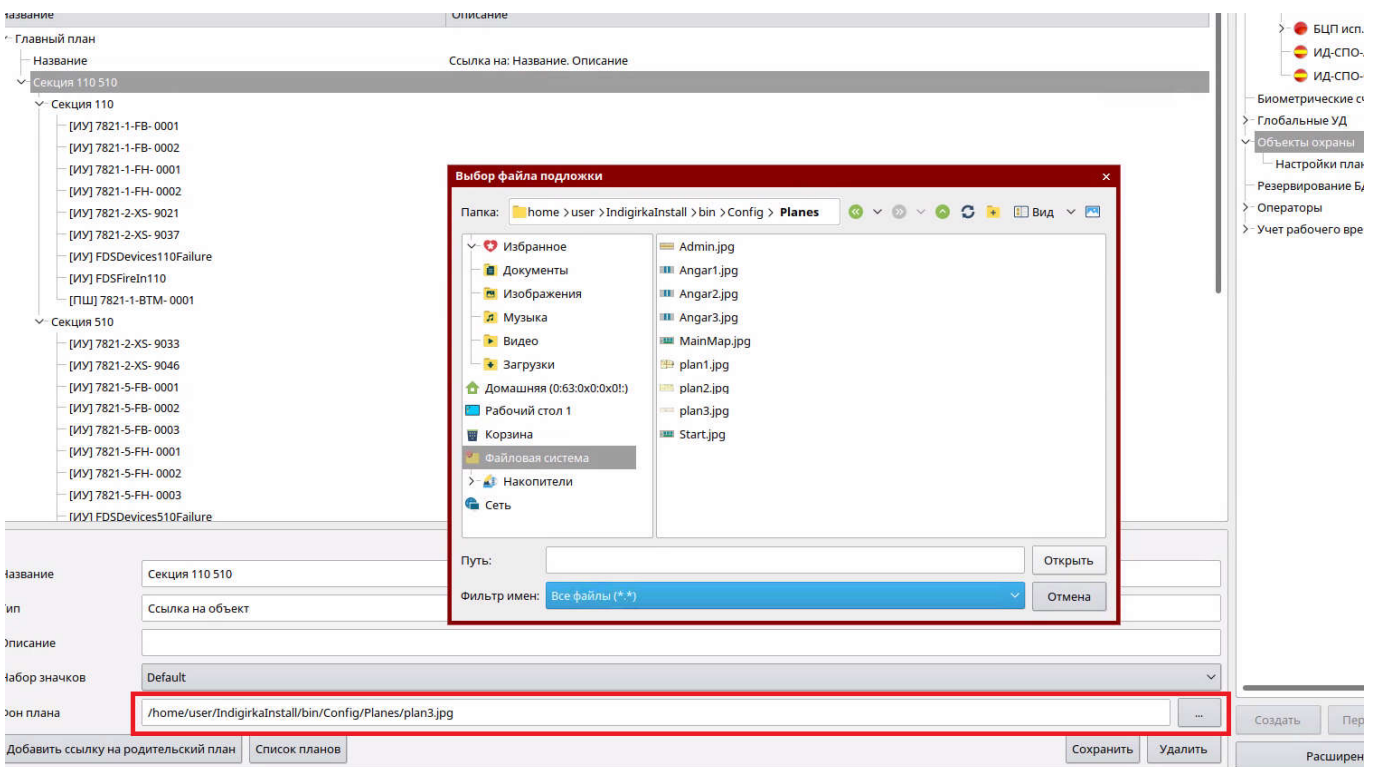 Название Описание
Главный план
Название Ссылка на: Название. Описание
Секция 110 510
Секция 110
[ИУ] 7821-1-FB- 0001
[ИУ] 7821-1-FB- 0002
[ИУ] 7821-1-FH- 0001
[ИУ] 7821-1-FH- 0002
[ИУ] 7821-2-XS- 9021
[ИУ] 7821-2-XS- 9037
[ИУ] FDSDevices110Failure
[ИУ] FDSFireIn110
[ПШ] 7821-1-BTM- 0001
Секция 510
[ИУ] 7821-2-XS- 9033
[ИУ] 7821-2-XS- 9046
[ИУ] 7821-5-FB- 0001
[ИУ] 7821-5-FB- 0002
[ИУ] 7821-5-FB- 0003
[ИУ] 7821-5-FH- 0001
[ИУ] 7821-5-FH- 0002
[ИУ] 7821-5-FH- 0003
[ИУ] FDSDevices510Failure
Выбор файла подложки
Папка: home > user > IndigirkaInstall > bin > Config > Planes Вид
Избранное
Документы
Изображения
Музыка
Видео
Загрузки
Домашняя (0:63:0x0:0x0!:)
Рабочий стол 1
Корзина
Файловая система
Накопители
Сеть
Admin.jpg
Angar1.jpg
Angar2.jpg
Angar3.jpg
MainMap.jpg
plan1.jpg
plan2.jpg
plan3.jpg
Start.jpg
Путь: Открыть
Фильтр имен: Все файлы (*.*) Отмена
Название Секция 110 510
ип Ссылка на объект
Описание
Набор значков Default
Фон плана /home/user/IndigirkaInstall/bin/Config/Planes/plan3.jpg ...
Добавить ссылку на родительский план Список планов Сохранить Удалить
БЦП исп.
ИД-СПО-
ИД-СПО-
Биометрические сч
Глобальные УД
Объекты охраны
Настройки план
Резервирование БД
Операторы
Учет рабочего вре
Создать Пер
Расширен